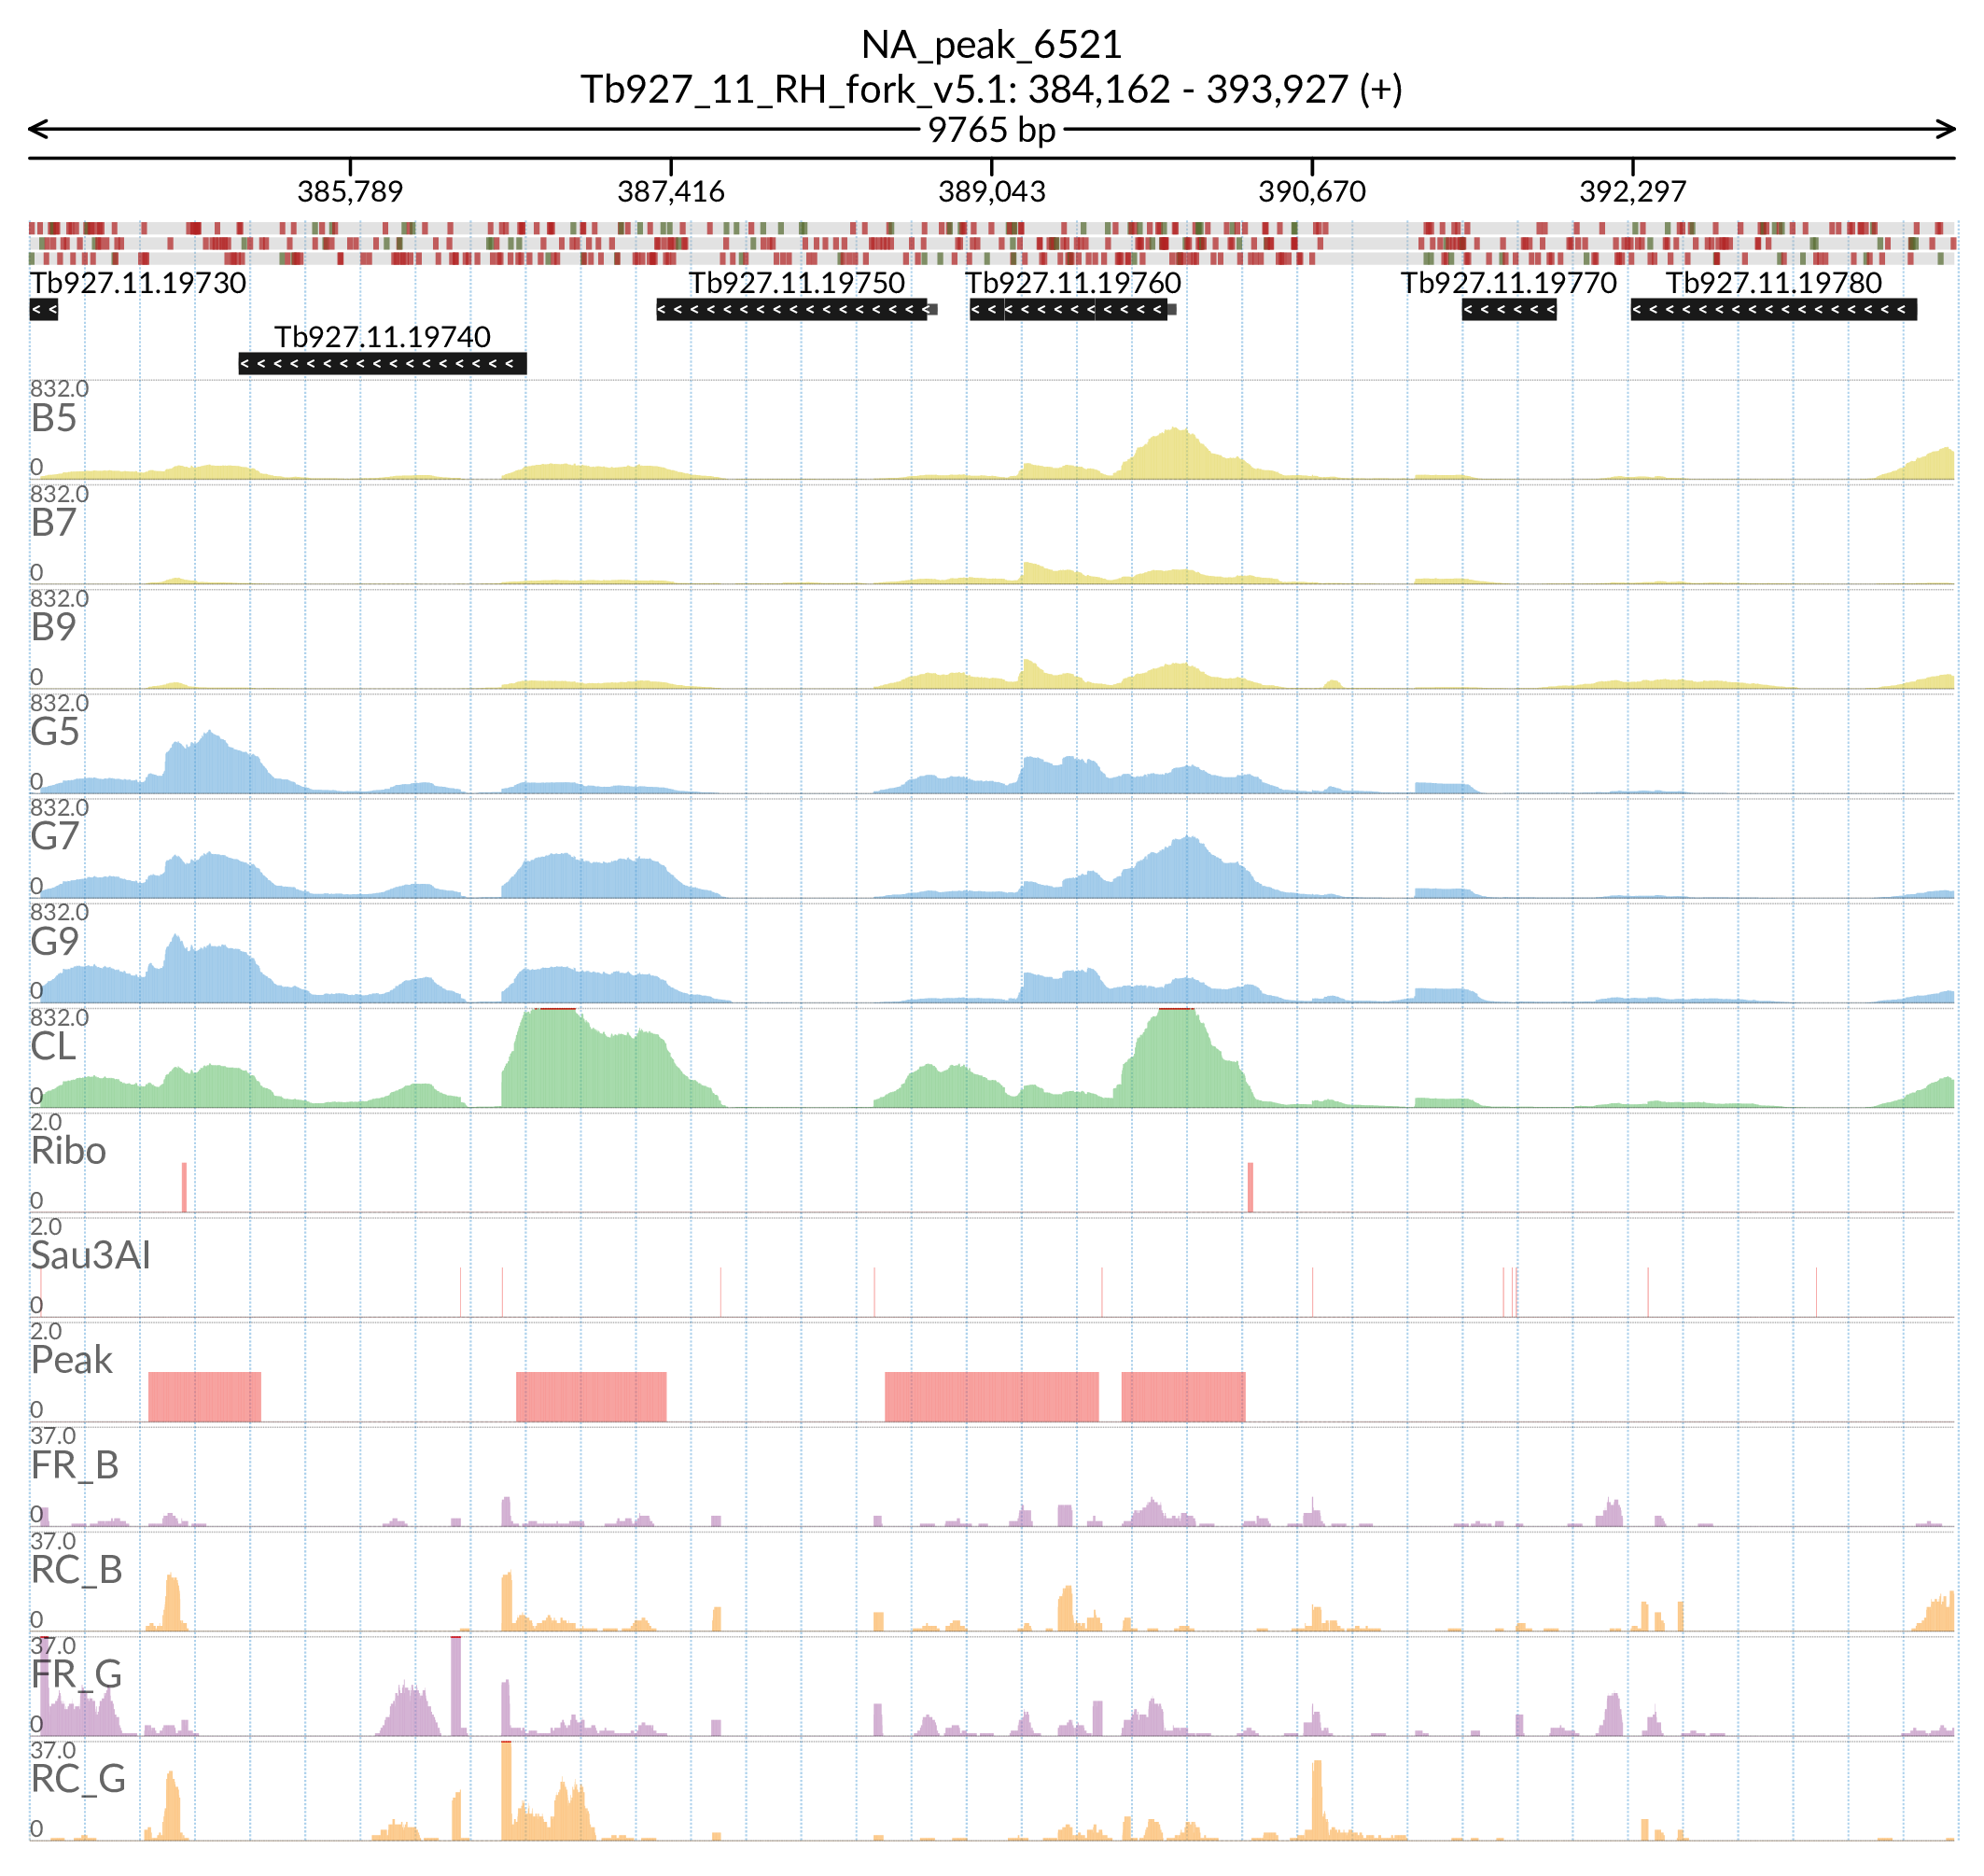 NA_peak_6521
Tb927_11_RH_fork_v5.1: 384,162 - 393,927 (+)
9765 bp
385,789 387,416 389,043 390,670 392,297
Tb927.11.19730 Tb927.11.19750 Tb927.11.19760 Tb927.11.19770 Tb927.11.19780
Tb927.11.19740
832.0
B5
0
832.0
B7
0
832.0
B9
0
832.0
G5
0
832.0
G7
0
832.0
G9
0
832.0
CL
0
2.0
Ribo
0
2.0
Sau3AI
0
2.0
Peak
0
37.0
FR_B
0
37.0
RC_B
0
37.0
FR_G
0
37.0
RC_G
0